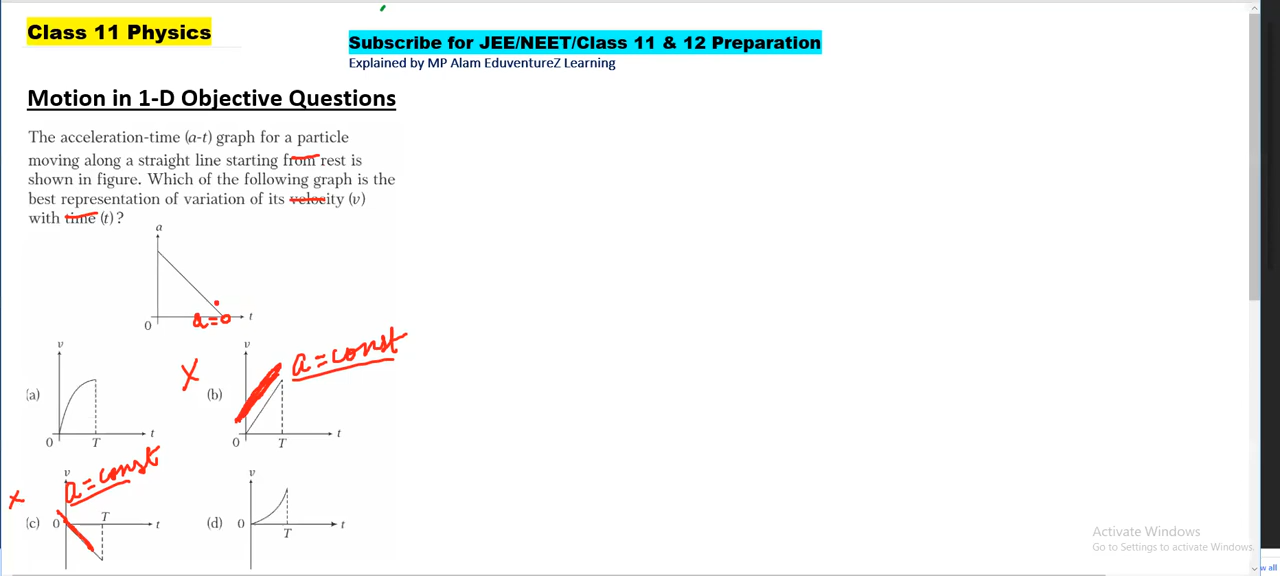 Class 11 Physics
Subscribe for JEE/NEET/Class 11 & 12 Preparation
Explained by MP Alam EduventureZ Learning
Motion in 1-D Objective Questions
The acceleration-time (a-t) graph for a particle
moving along a straight line starting from rest is
shown in figure. Which of the following graph is the
best representation of variation of its velocity (v)
with time (t)?
a
a=0
t
0
v
(a)
0
T
t
X
a=const
v
(b)
0
T
t
a=const
x
v
(c)
0
T
t
v
(d)
0
T
t
Activate Windows
Go to Settings to activate Windows.
w all